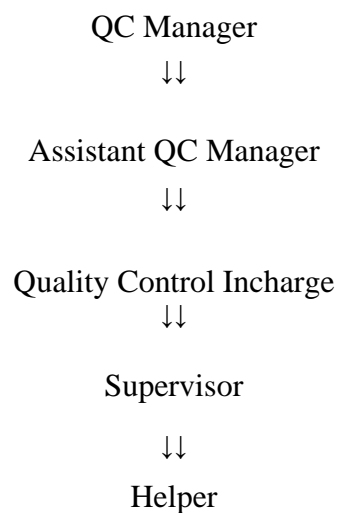 QC Manager
↓↓
Assistant QC Manager
↓↓
Quality Control Incharge
↓↓
Supervisor
↓↓
Helper